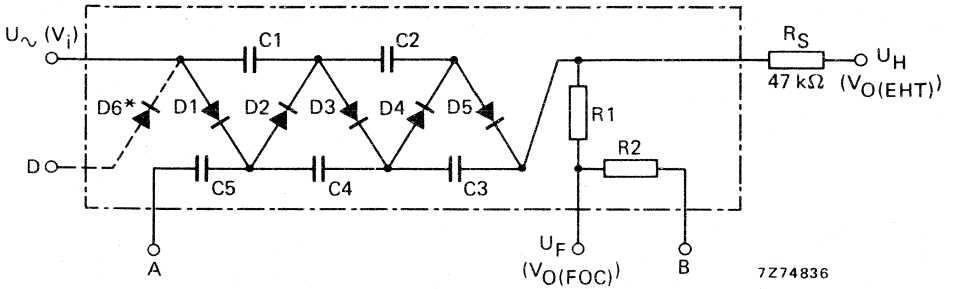 U~ (Vi)
C1
C2
RS
UH
47 kΩ
(VO(EHT))
D6*
D1
D2
D3
D4
D5
R1
D
R2
C5
C4
C3
A
UF
(VO(FOC))
B
7Z74836